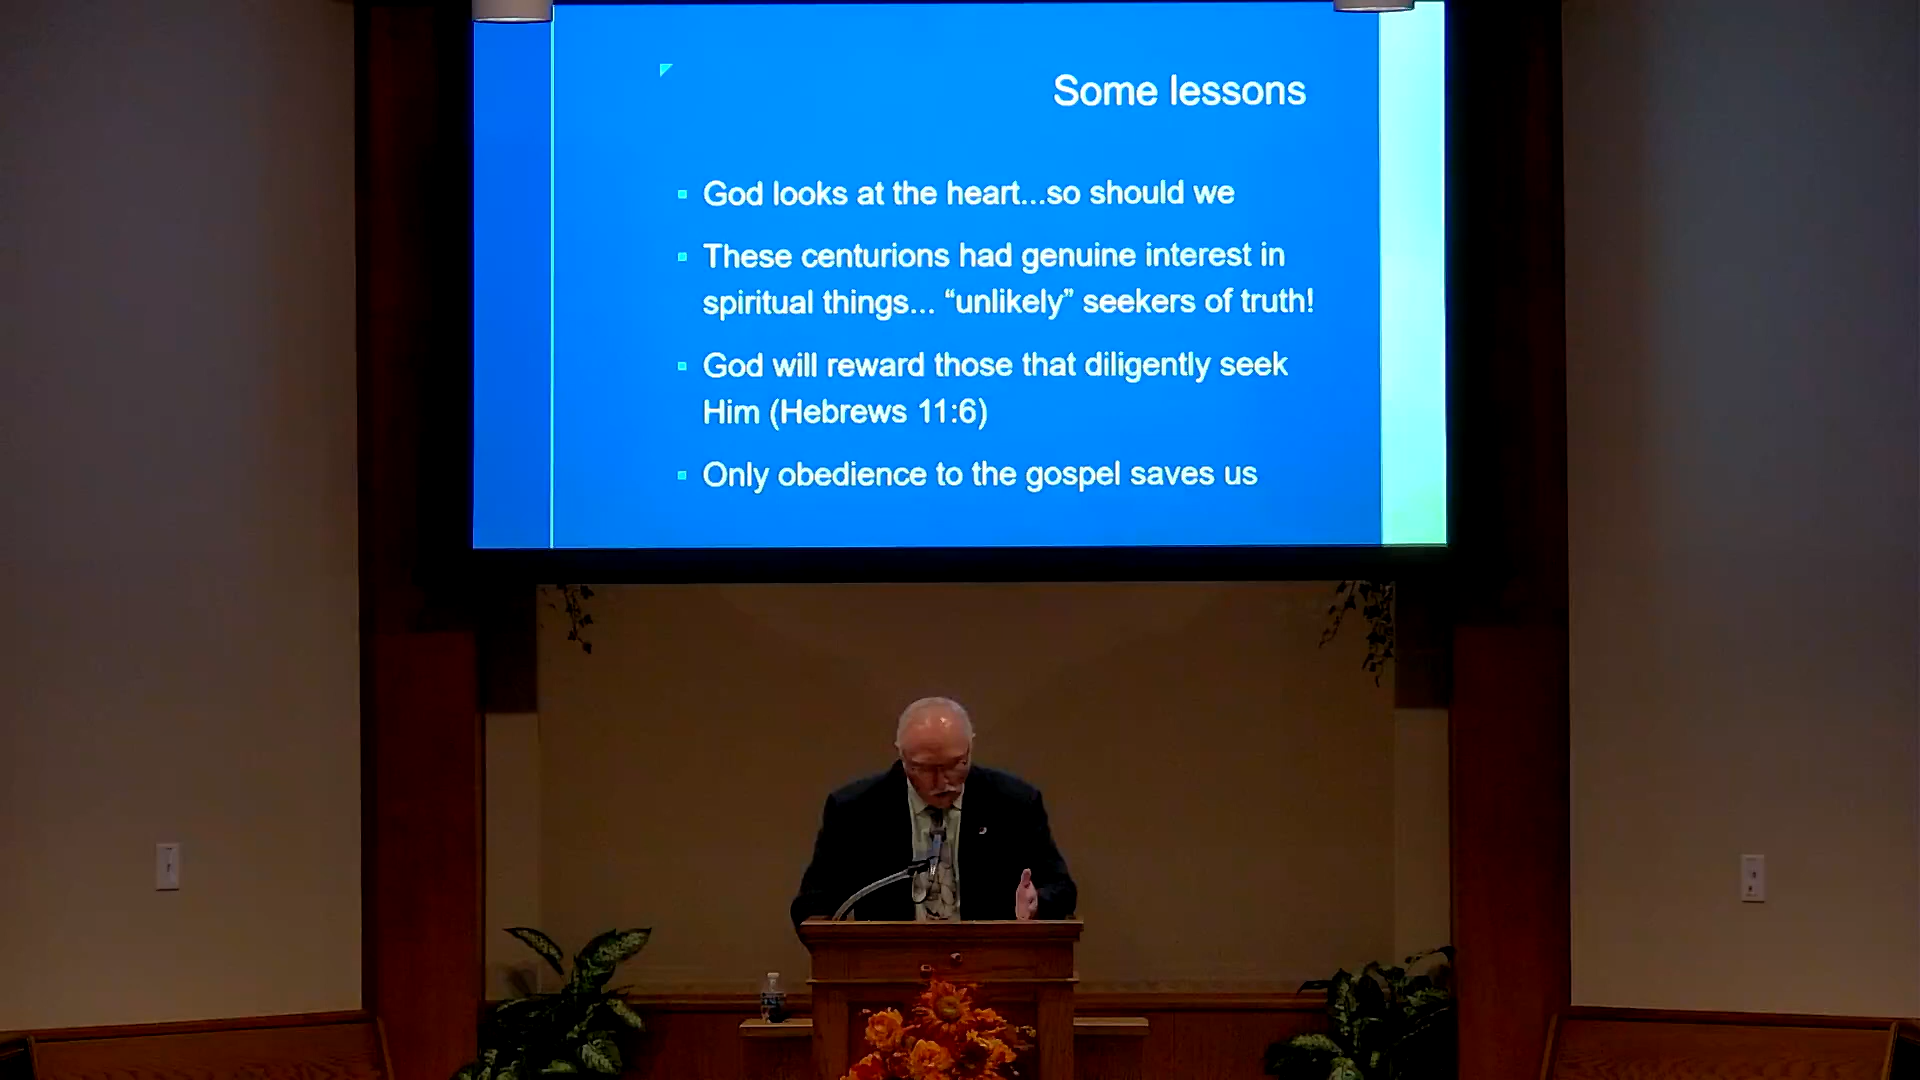 Some lessons
God looks at the heart...so should we
These centurions had genuine interest in
spiritual things... “unlikely” seekers of truth!
God will reward those that diligently seek
Him (Hebrews 11:6)
Only obedience to the gospel saves us